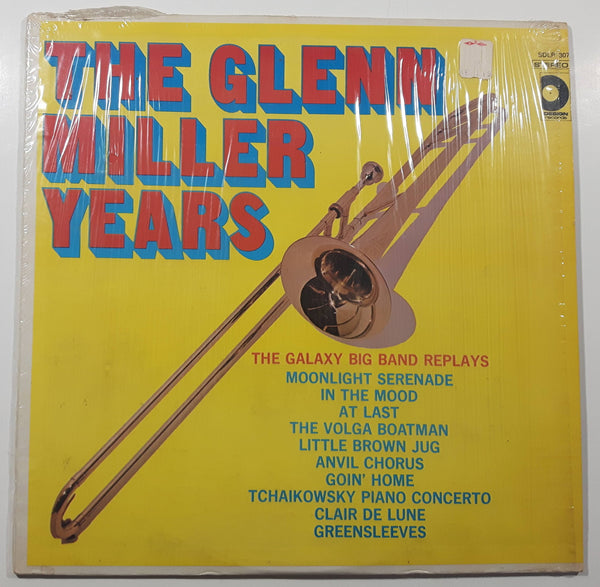 THE GLENN
MILLER
YEARS
SDLP 307
STEREO
DESIGN
records
THE GALAXY BIG BAND REPLAYS
MOONLIGHT SERENADE
IN THE MOOD
AT LAST
THE VOLGA BOATMAN
LITTLE BROWN JUG
ANVIL CHORUS
GOIN' HOME
TCHAIKOWSKY PIANO CONCERTO
CLAIR DE LUNE
GREENSLEEVES